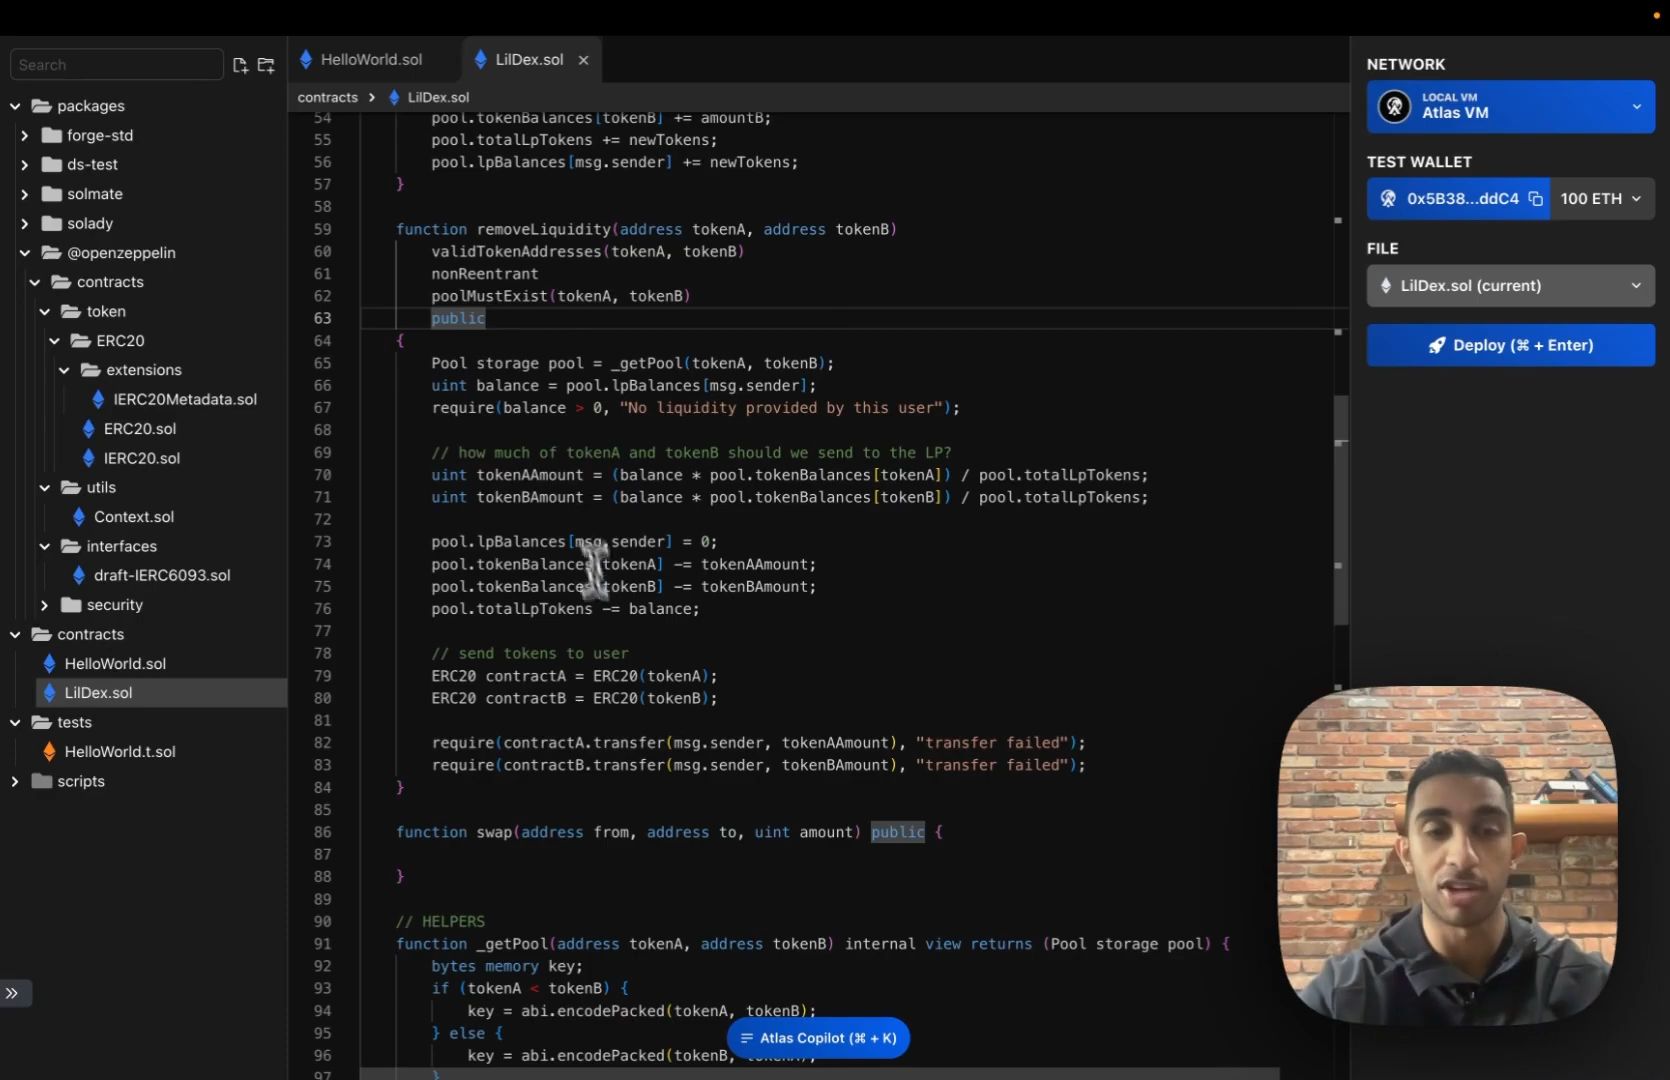 Search
packages
forge-std
ds-test
solmate
solady
@openzeppelin
contracts
token
ERC20
extensions
IERC20Metadata.sol
ERC20.sol
IERC20.sol
utils
Context.sol
interfaces
draft-IERC6093.sol
security
contracts
HelloWorld.sol
LilDex.sol
tests
HelloWorld.t.sol
scripts
HelloWorld.sol
LilDex.sol
contracts > LilDex.sol
54 pool.tokenBalances[tokenB] += amountB;
55 pool.totalLpTokens += newTokens;
56 pool.lpBalances[msg.sender] += newTokens;
57 }
58
59 function removeLiquidity(address tokenA, address tokenB)
60 validTokenAddresses(tokenA, tokenB)
61 nonReentrant
62 poolMustExist(tokenA, tokenB)
63 public
64 {
65 Pool storage pool = _getPool(tokenA, tokenB);
66 uint balance = pool.lpBalances[msg.sender];
67 require(balance > 0, "No liquidity provided by this user");
68
69 // how much of tokenA and tokenB should we send to the LP?
70 uint tokenAAmount = (balance * pool.tokenBalances[tokenA]) / pool.totalLpTokens;
71 uint tokenBAmount = (balance * pool.tokenBalances[tokenB]) / pool.totalLpTokens;
72
73 pool.lpBalances[msg.sender] = 0;
74 pool.tokenBalances[tokenA] -= tokenAAmount;
75 pool.tokenBalances[tokenB] -= tokenBAmount;
76 pool.totalLpTokens -= balance;
77
78 // send tokens to user
79 ERC20 contractA = ERC20(tokenA);
80 ERC20 contractB = ERC20(tokenB);
81
82 require(contractA.transfer(msg.sender, tokenAAmount), "transfer failed");
83 require(contractB.transfer(msg.sender, tokenBAmount), "transfer failed");
84 }
85
86 function swap(address from, address to, uint amount) public {
87
88 }
89
90 // HELPERS
91 function _getPool(address tokenA, address tokenB) internal view returns (Pool storage pool) {
92 bytes memory key;
93 if (tokenA < tokenB) {
94 key = abi.encodePacked(tokenA, tokenB);
95 } else {
96 key = abi.encodePacked(tokenB,
97 }
Atlas Copilot (⌘ + K)
NETWORK
LOCAL VM
Atlas VM
TEST WALLET
0x5B38...ddC4 100 ETH
FILE
LilDex.sol (current)
Deploy (⌘ + Enter)